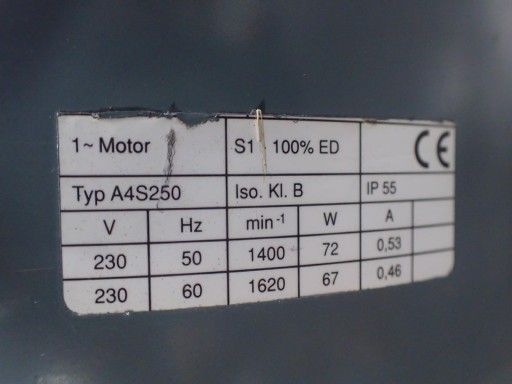 1~ Motor S1 100% ED CE
Typ A4S250 Iso. Kl. B IP 55
V Hz min⁻¹ W A
230 50 1400 72 0,53
230 60 1620 67 0,46